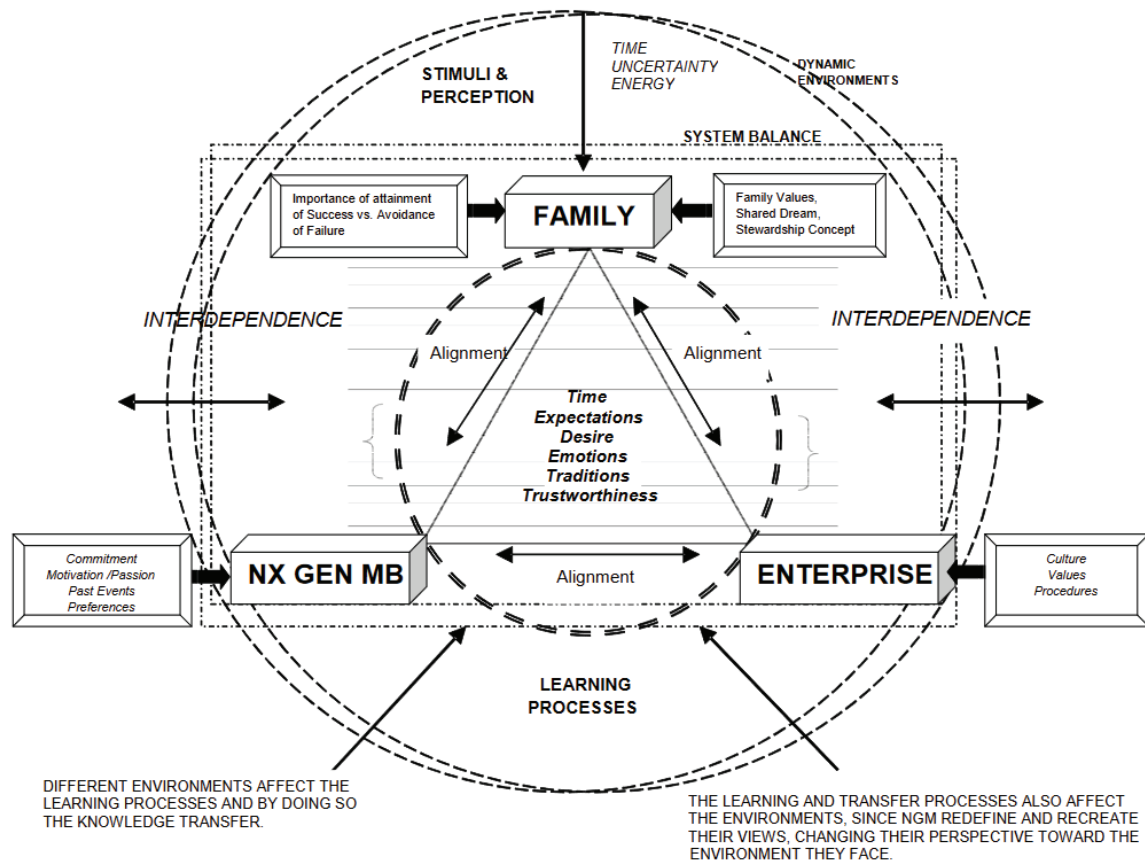 STIMULI &
PERCEPTION
TIME
UNCERTAINTY
ENERGY
DYNAMIC
ENVIRONMENTS
SYSTEM BALANCE
Importance of attainment
of Success vs. Avoidance
of Failure
FAMILY
Family Values,
Shared Dream,
Stewardship Concept
INTERDEPENDENCE
INTERDEPENDENCE
Alignment
Alignment
Time
Expectations
Desire
Emotions
Traditions
Trustworthiness
Commitment
Motivation /Passion
Past Events
Preferences
NX GEN MB
Alignment
ENTERPRISE
Culture
Values
Procedures
LEARNING
PROCESSES
DIFFERENT ENVIRONMENTS AFFECT THE
LEARNING PROCESSES AND BY DOING SO
THE KNOWLEDGE TRANSFER.
THE LEARNING AND TRANSFER PROCESSES ALSO AFFECT
THE ENVIRONMENTS, SINCE NGM REDEFINE AND RECREATE
THEIR VIEWS, CHANGING THEIR PERSPECTIVE TOWARD THE
ENVIRONMENT THEY FACE.